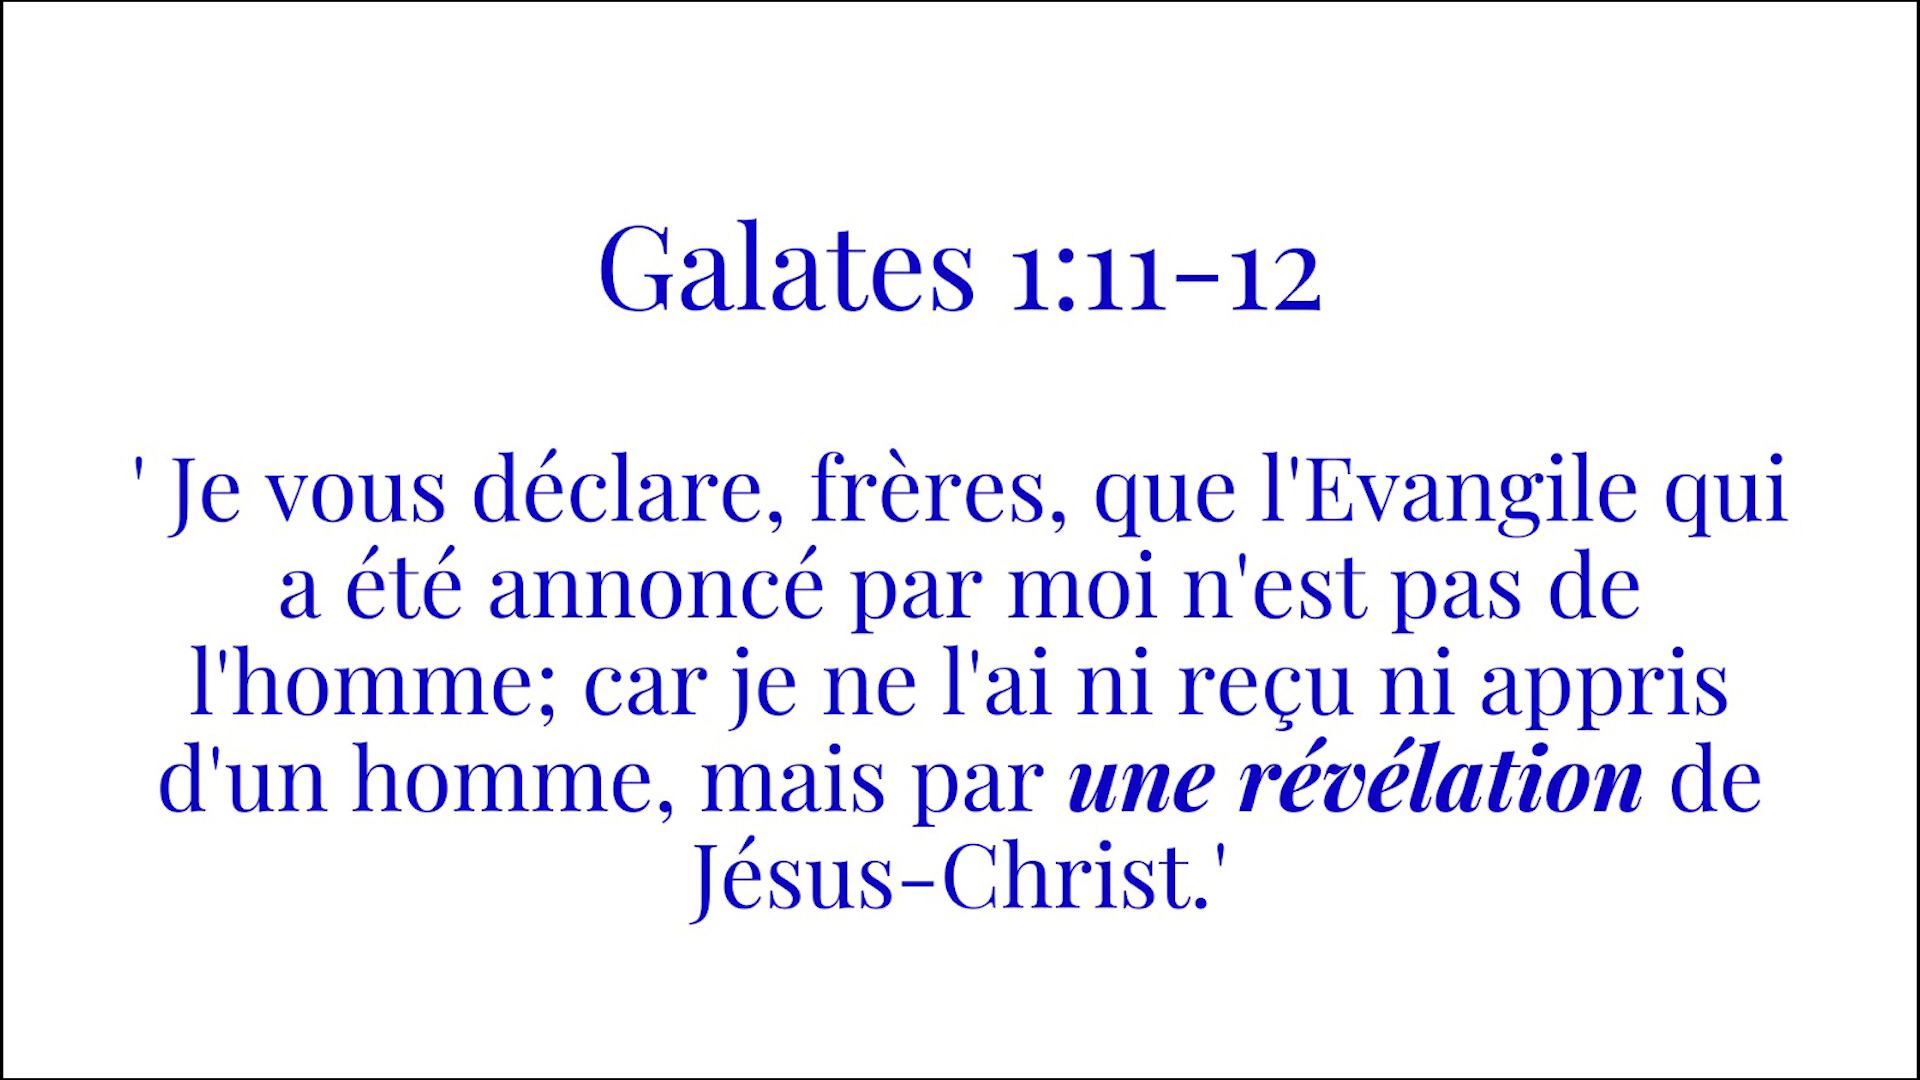 Galates 1:11-12
' Je vous déclare, frères, que l'Evangile qui
a été annoncé par moi n'est pas de
l'homme; car je ne l'ai ni reçu ni appris
d'un homme, mais par une révélation de
Jésus-Christ.'